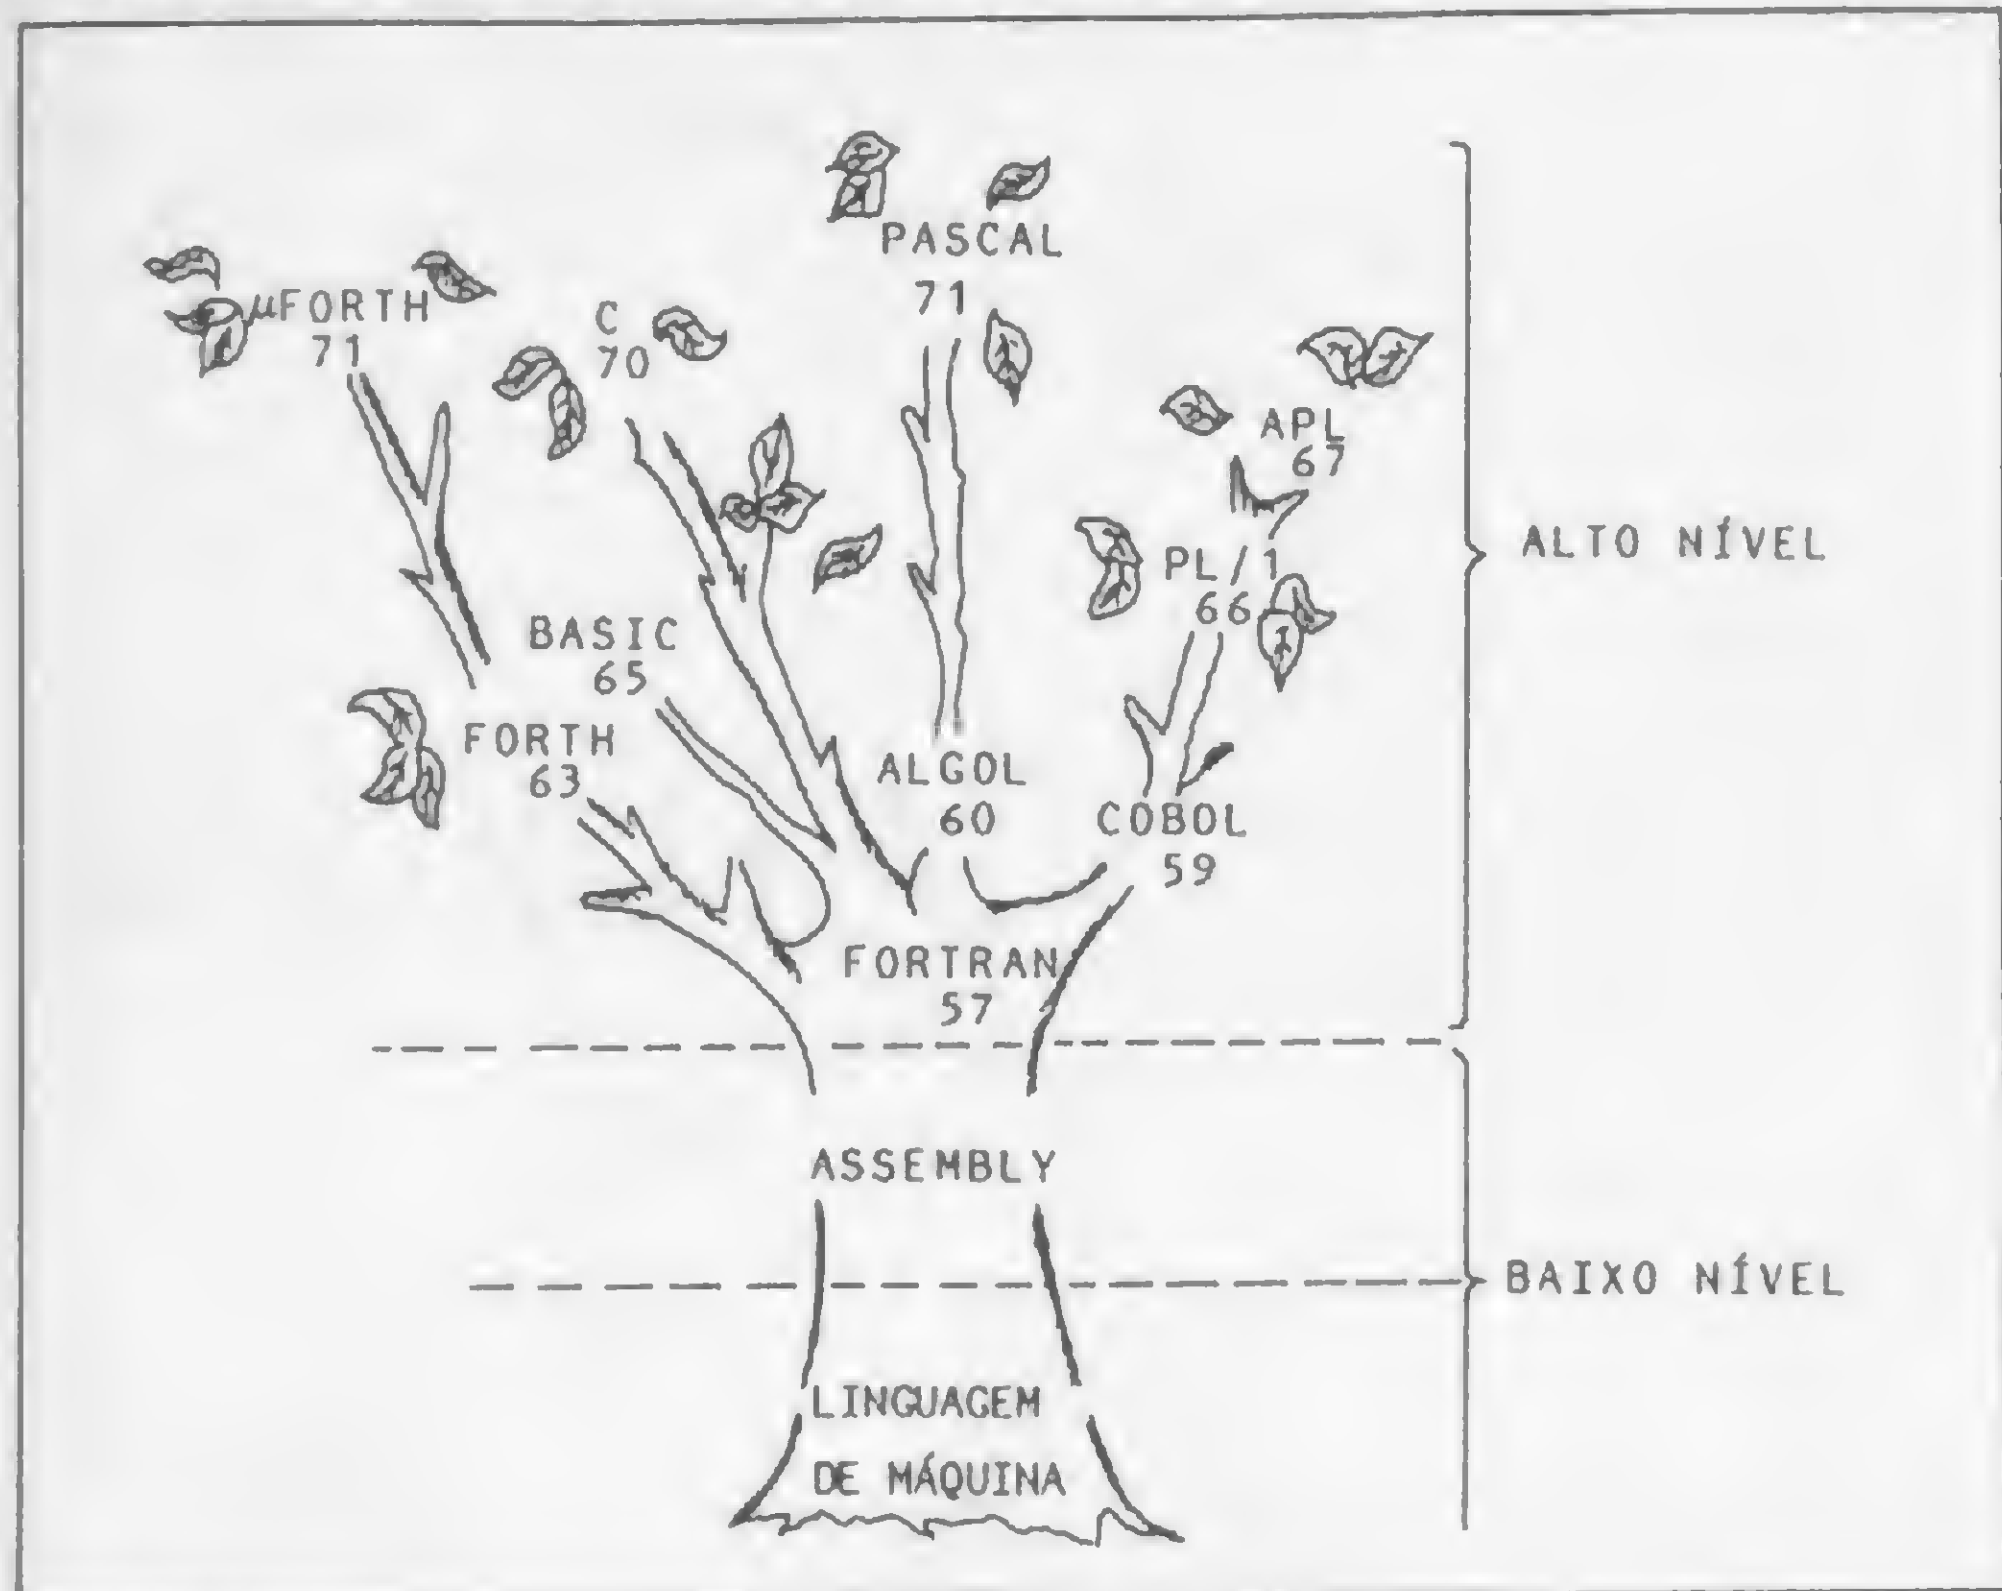 PASCAL
71
µFORTH
71
C
70
APL
67
PL/1
66
ALTO NÍVEL
BASIC
65
FORTH
63
ALGOL
60
COBOL
59
FORTRAN
57
ASSEMBLY
BAIXO NÍVEL
LINGUAGEM
DE MÁQUINA